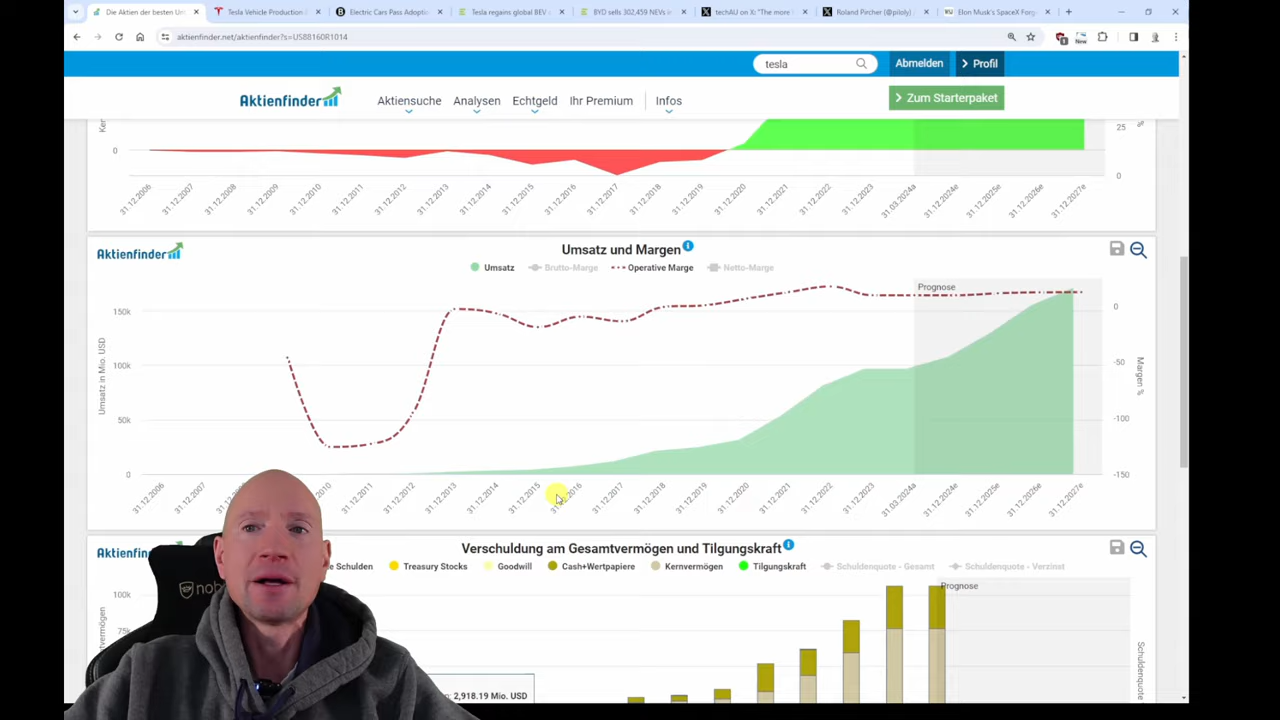 Die Aktien der besten Unt
Tesla Vehicle Production
Electric Cars Pass Adopti
Tesla regains global BEV
BYD sells 302,459 NEVs in
techAU on X: "The more
Roland Pircher (@piloly)
Elon Musk's SpaceX Forg
aktienfinder.net/aktienfinder?s=US88160R1014
New
tesla
Abmelden
Profil
Aktienfinder
Aktiensuche
Analysen
Echtgeld
Ihr Premium
Infos
Zum Starterpaket
Ker
0
25
0
%
31.12.2006
31.12.2007
31.12.2008
31.12.2009
31.12.2010
31.12.2011
31.12.2012
31.12.2013
31.12.2014
31.12.2015
31.12.2016
31.12.2017
31.12.2018
31.12.2019
31.12.2020
31.12.2021
31.12.2022
31.12.2023
31.03.2024a
31.12.2024e
31.12.2025e
31.12.2026e
31.12.2027e
Aktienfinder
Umsatz und Margen
Umsatz
Brutto-Marge
Operative Marge
Netto-Marge
Prognose
Umsatz in Mio. USD
150k
100k
50k
0
0
-50
-100
-150
Margen %
31.12.2006
31.12.2007
2010
31.12.2011
31.12.2012
31.12.2013
31.12.2014
31.12.2015
31.12.2016
31.12.2017
31.12.2018
31.12.2019
31.12.2020
31.12.2021
31.12.2022
31.12.2023
31.03.2024a
31.12.2024e
31.12.2025e
31.12.2026e
31.12.2027e
Aktienfin
Verschuldung am Gesamtvermögen und Tilgungskraft
Schulden
Treasury Stocks
Goodwill
Cash+Wertpapiere
Kernvermögen
Tilgungskraft
Schuldenquote - Gesamt
Schuldenquote - Verzinst
Prognose
100k
75k
mtvermögen
Schuldenquote
2,918.19 Mio. USD
nob